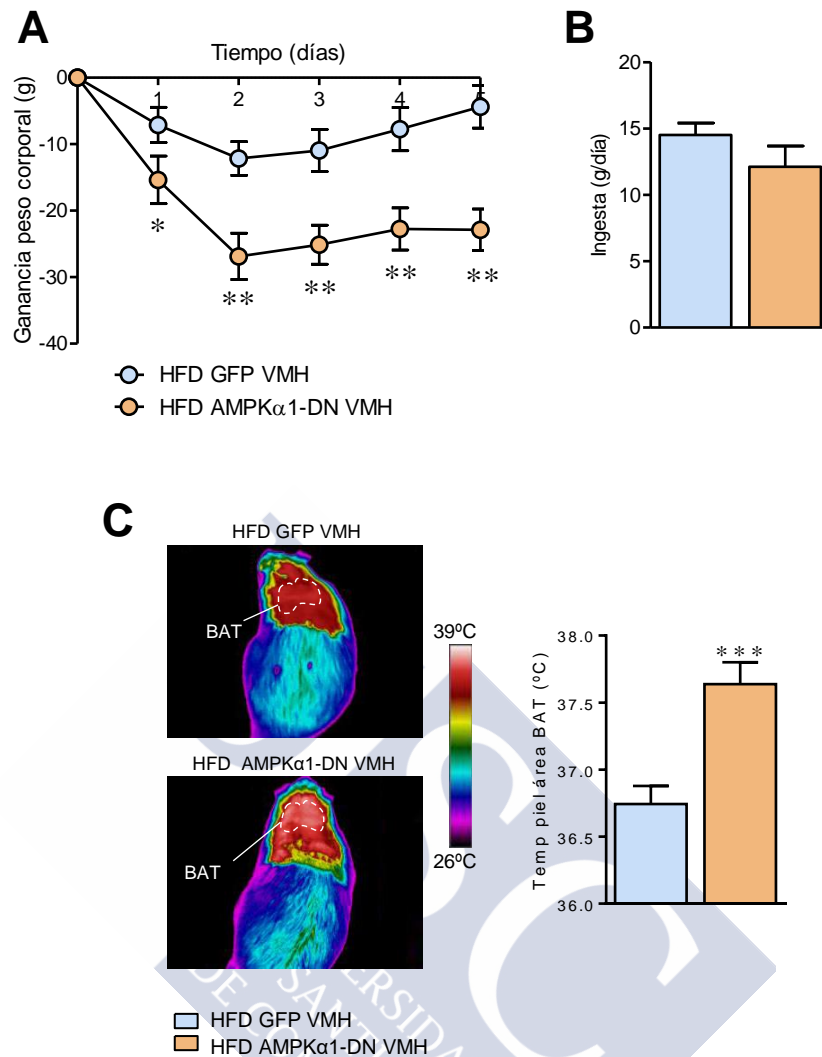 A
Tiempo (días)
Ganancia peso corporal (g)
0
-10
-20
-30
-40
1
2
3
4
5
*
**
**
**
**
HFD GFP VMH
HFD AMPKα1-DN VMH
B
Ingesta (g/día)
20
15
10
5
0
C
HFD GFP VMH
BAT
HFD AMPKα1-DN VMH
BAT
39ºC
26ºC
Temp piel área BAT (ºC)
38.0
37.5
37.0
36.5
36.0
***
HFD GFP VMH
HFD AMPKα1-DN VMH